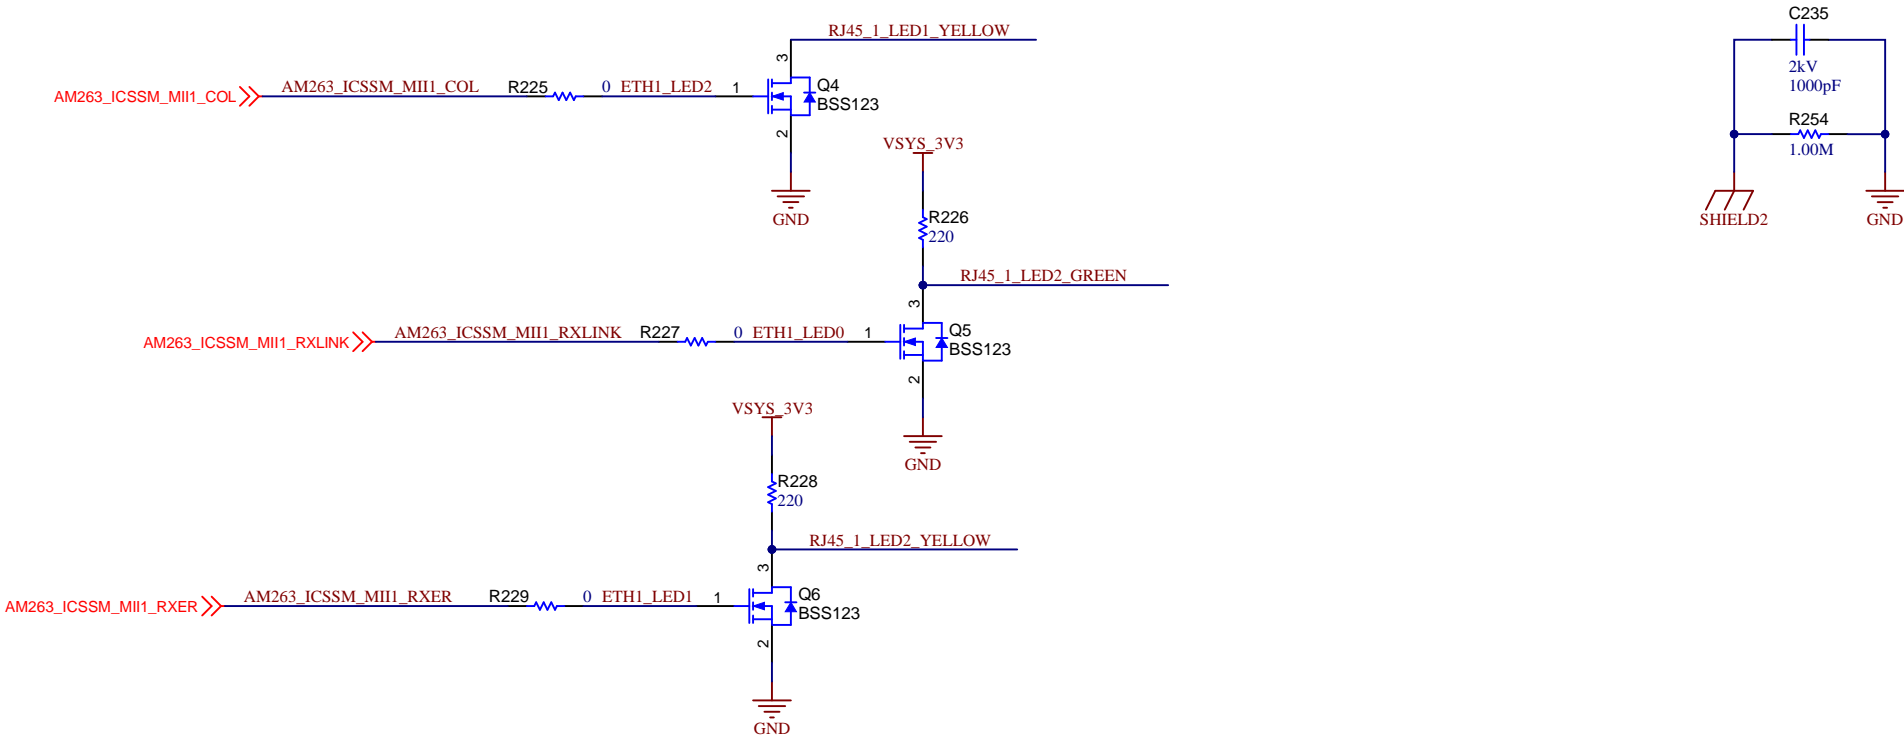 RJ45_1_LED1_YELLOW
C235
3
AM263_ICSSM_MII1_COL
AM263_ICSSM_MII1_COL
R225
0
ETH1_LED2
1
Q4
BSS123
2kV
1000pF
2
R254
1.00M
VSYS_3V3
GND
SHIELD2
GND
R226
220
RJ45_1_LED2_GREEN
3
AM263_ICSSM_MII1_RXLINK
AM263_ICSSM_MII1_RXLINK
R227
0
ETH1_LED0
1
Q5
BSS123
2
VSYS_3V3
GND
R228
220
RJ45_1_LED2_YELLOW
3
AM263_ICSSM_MII1_RXER
AM263_ICSSM_MII1_RXER
R229
0
ETH1_LED1
1
Q6
BSS123
2
GND